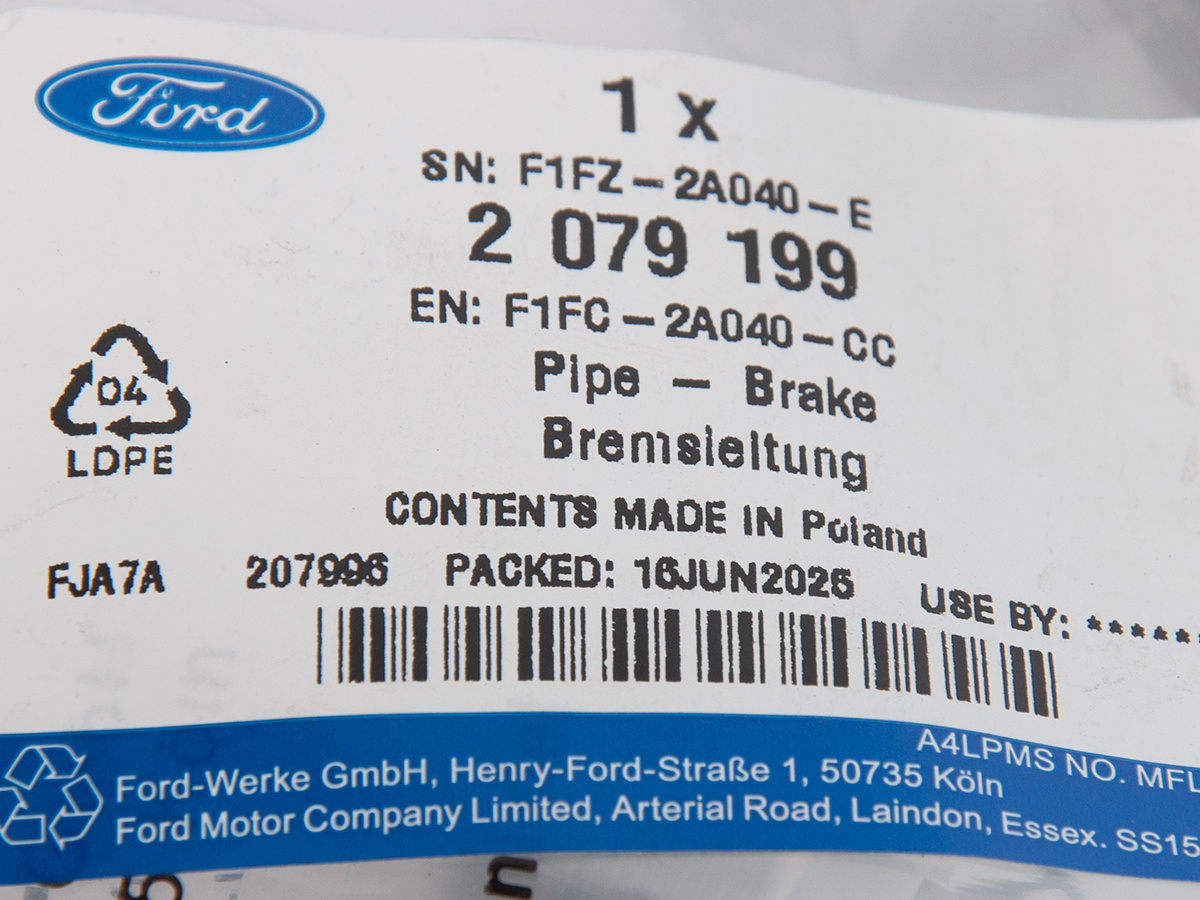 Ford
1 x
SN: F1FZ – 2A040 – E
2 079 199
EN: F1FC – 2A040 – CC
Pipe – Brake
Bremsleitung
04
LDPE
CONTENTS MADE IN Poland
FJA7A 207996 PACKED: 16JUN2025 USE BY: ******
A4LPMS NO. MFL
Ford-Werke GmbH, Henry-Ford-Straße 1, 50735 Köln
Ford Motor Company Limited, Arterial Road, Laindon, Essex. SS15